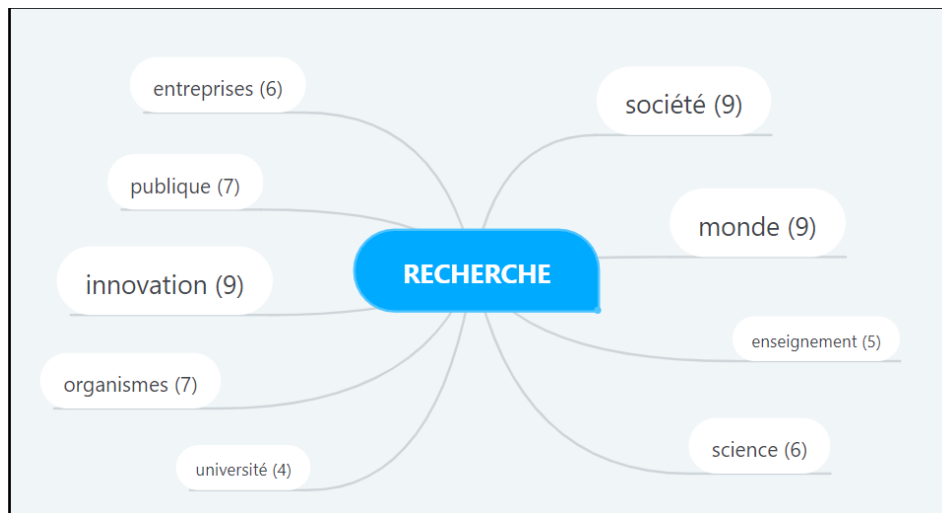 entreprises (6)
société (9)
publique (7)
monde (9)
innovation (9)
RECHERCHE
enseignement (5)
organismes (7)
science (6)
université (4)